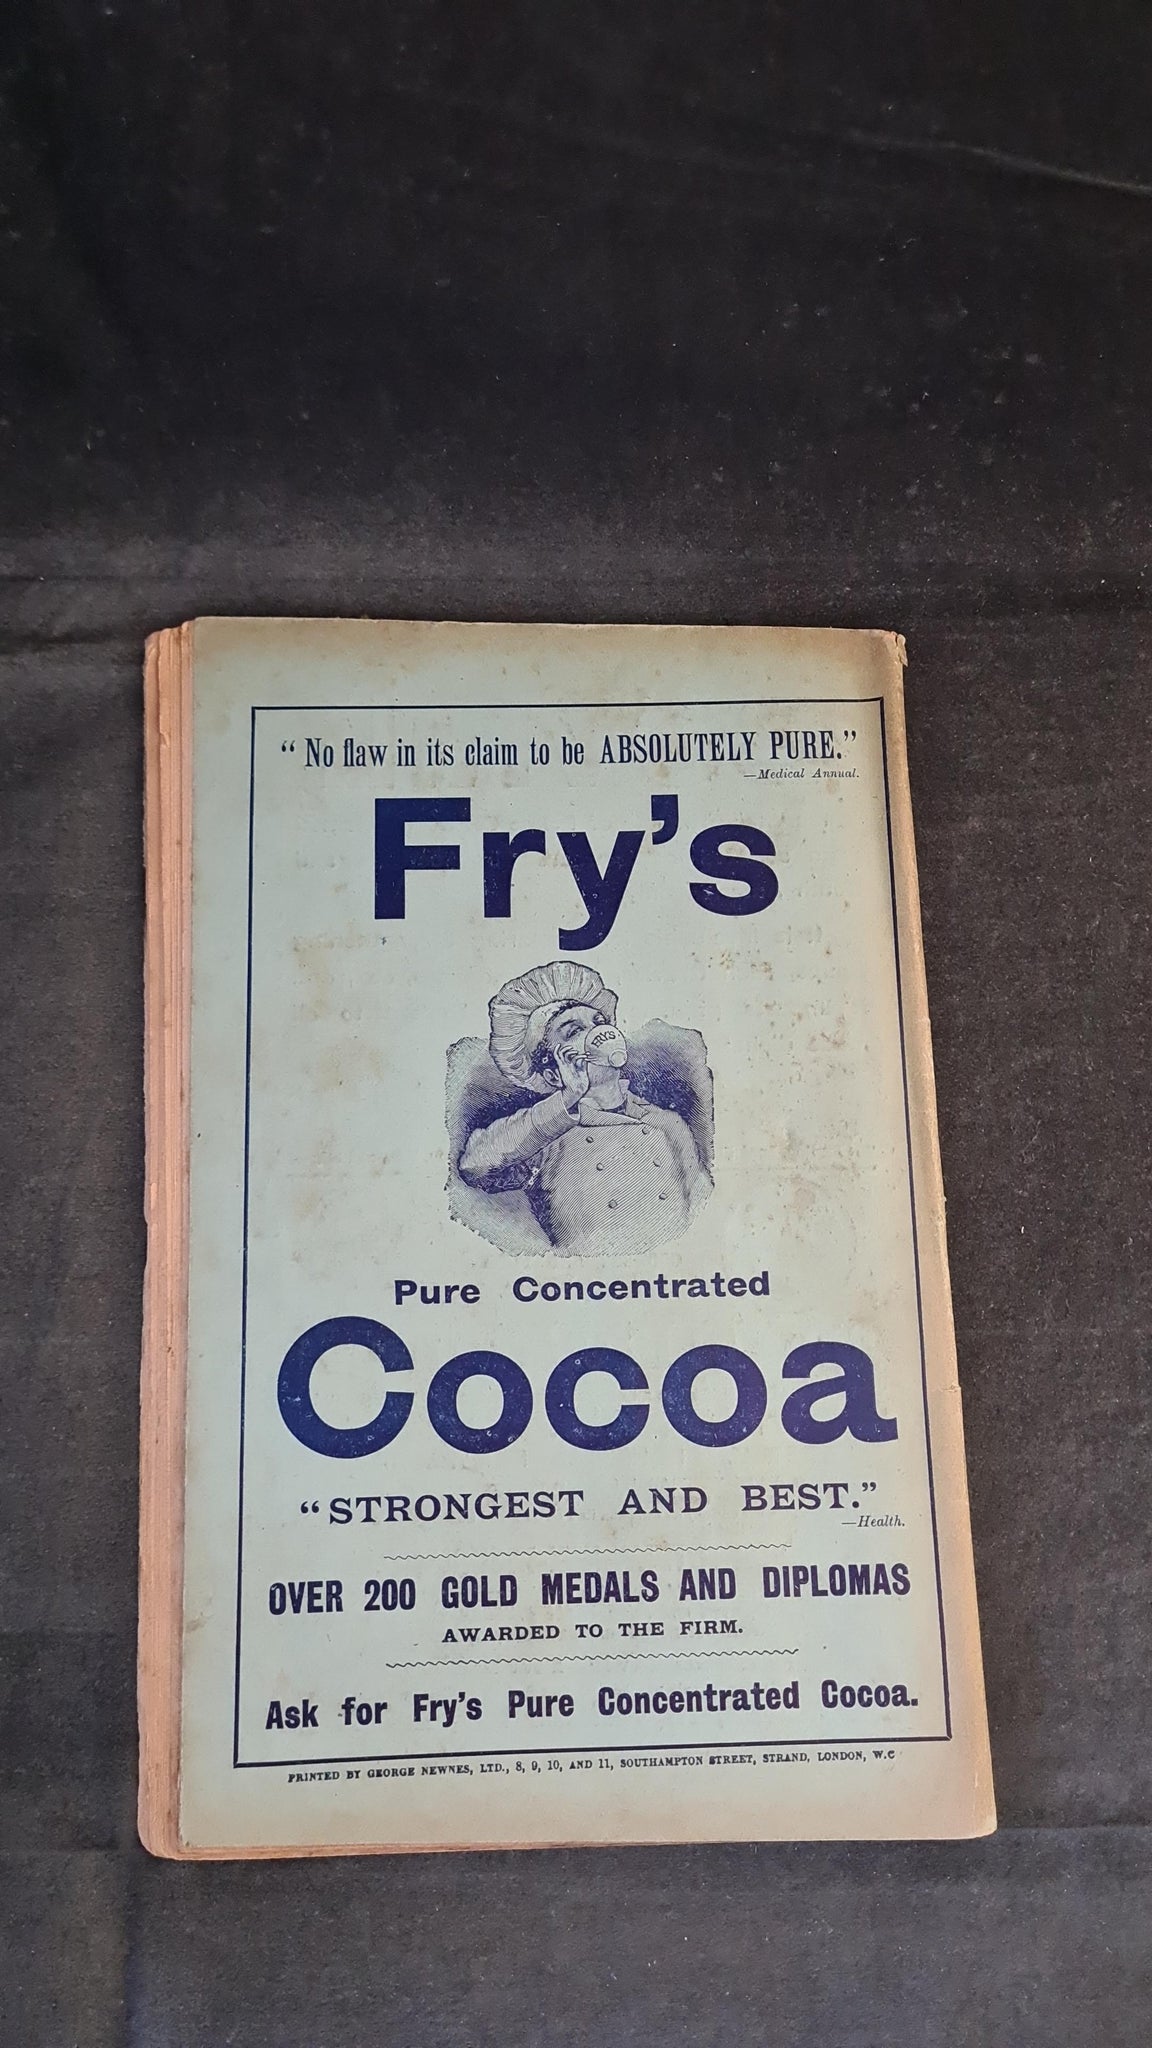 “ No flaw in its claim to be ABSOLUTELY PURE.”
—Medical Annual.
Fry’s
FRY'S
Pure Concentrated
Cocoa
“STRONGEST AND BEST.”
—Health.
OVER 200 GOLD MEDALS AND DIPLOMAS
AWARDED TO THE FIRM.
Ask for Fry’s Pure Concentrated Cocoa.
PRINTED BY GEORGE NEWNES, LTD., 8, 9, 10, AND 11, SOUTHAMPTON STREET, STRAND, LONDON, W.C